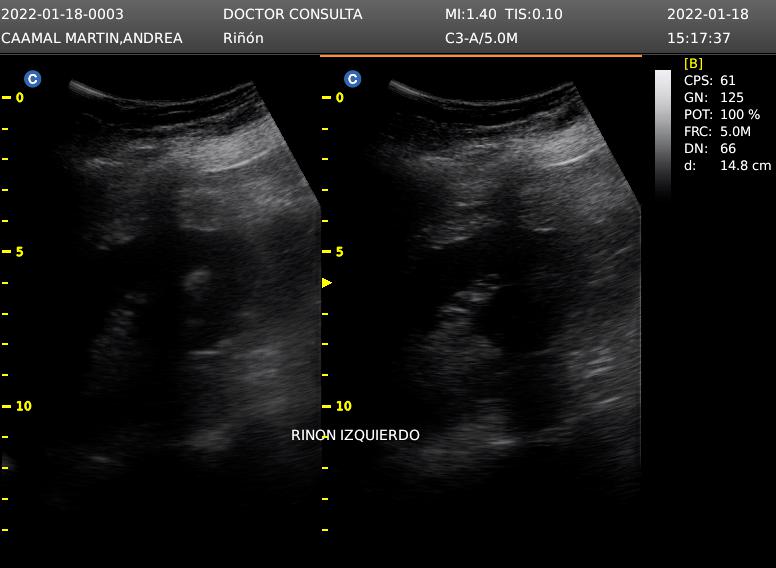 2022-01-18-0003 DOCTOR CONSULTA MI:1.40 TIS:0.10 2022-01-18
CAAMAL MARTIN,ANDREA Riñón C3-A/5.0M 15:17:37
C C
[B]
CPS: 61
GN: 125
POT: 100 %
FRC: 5.0M
DN: 66
d: 14.8 cm
0 0
5 5
10 10
RINON IZQUIERDO